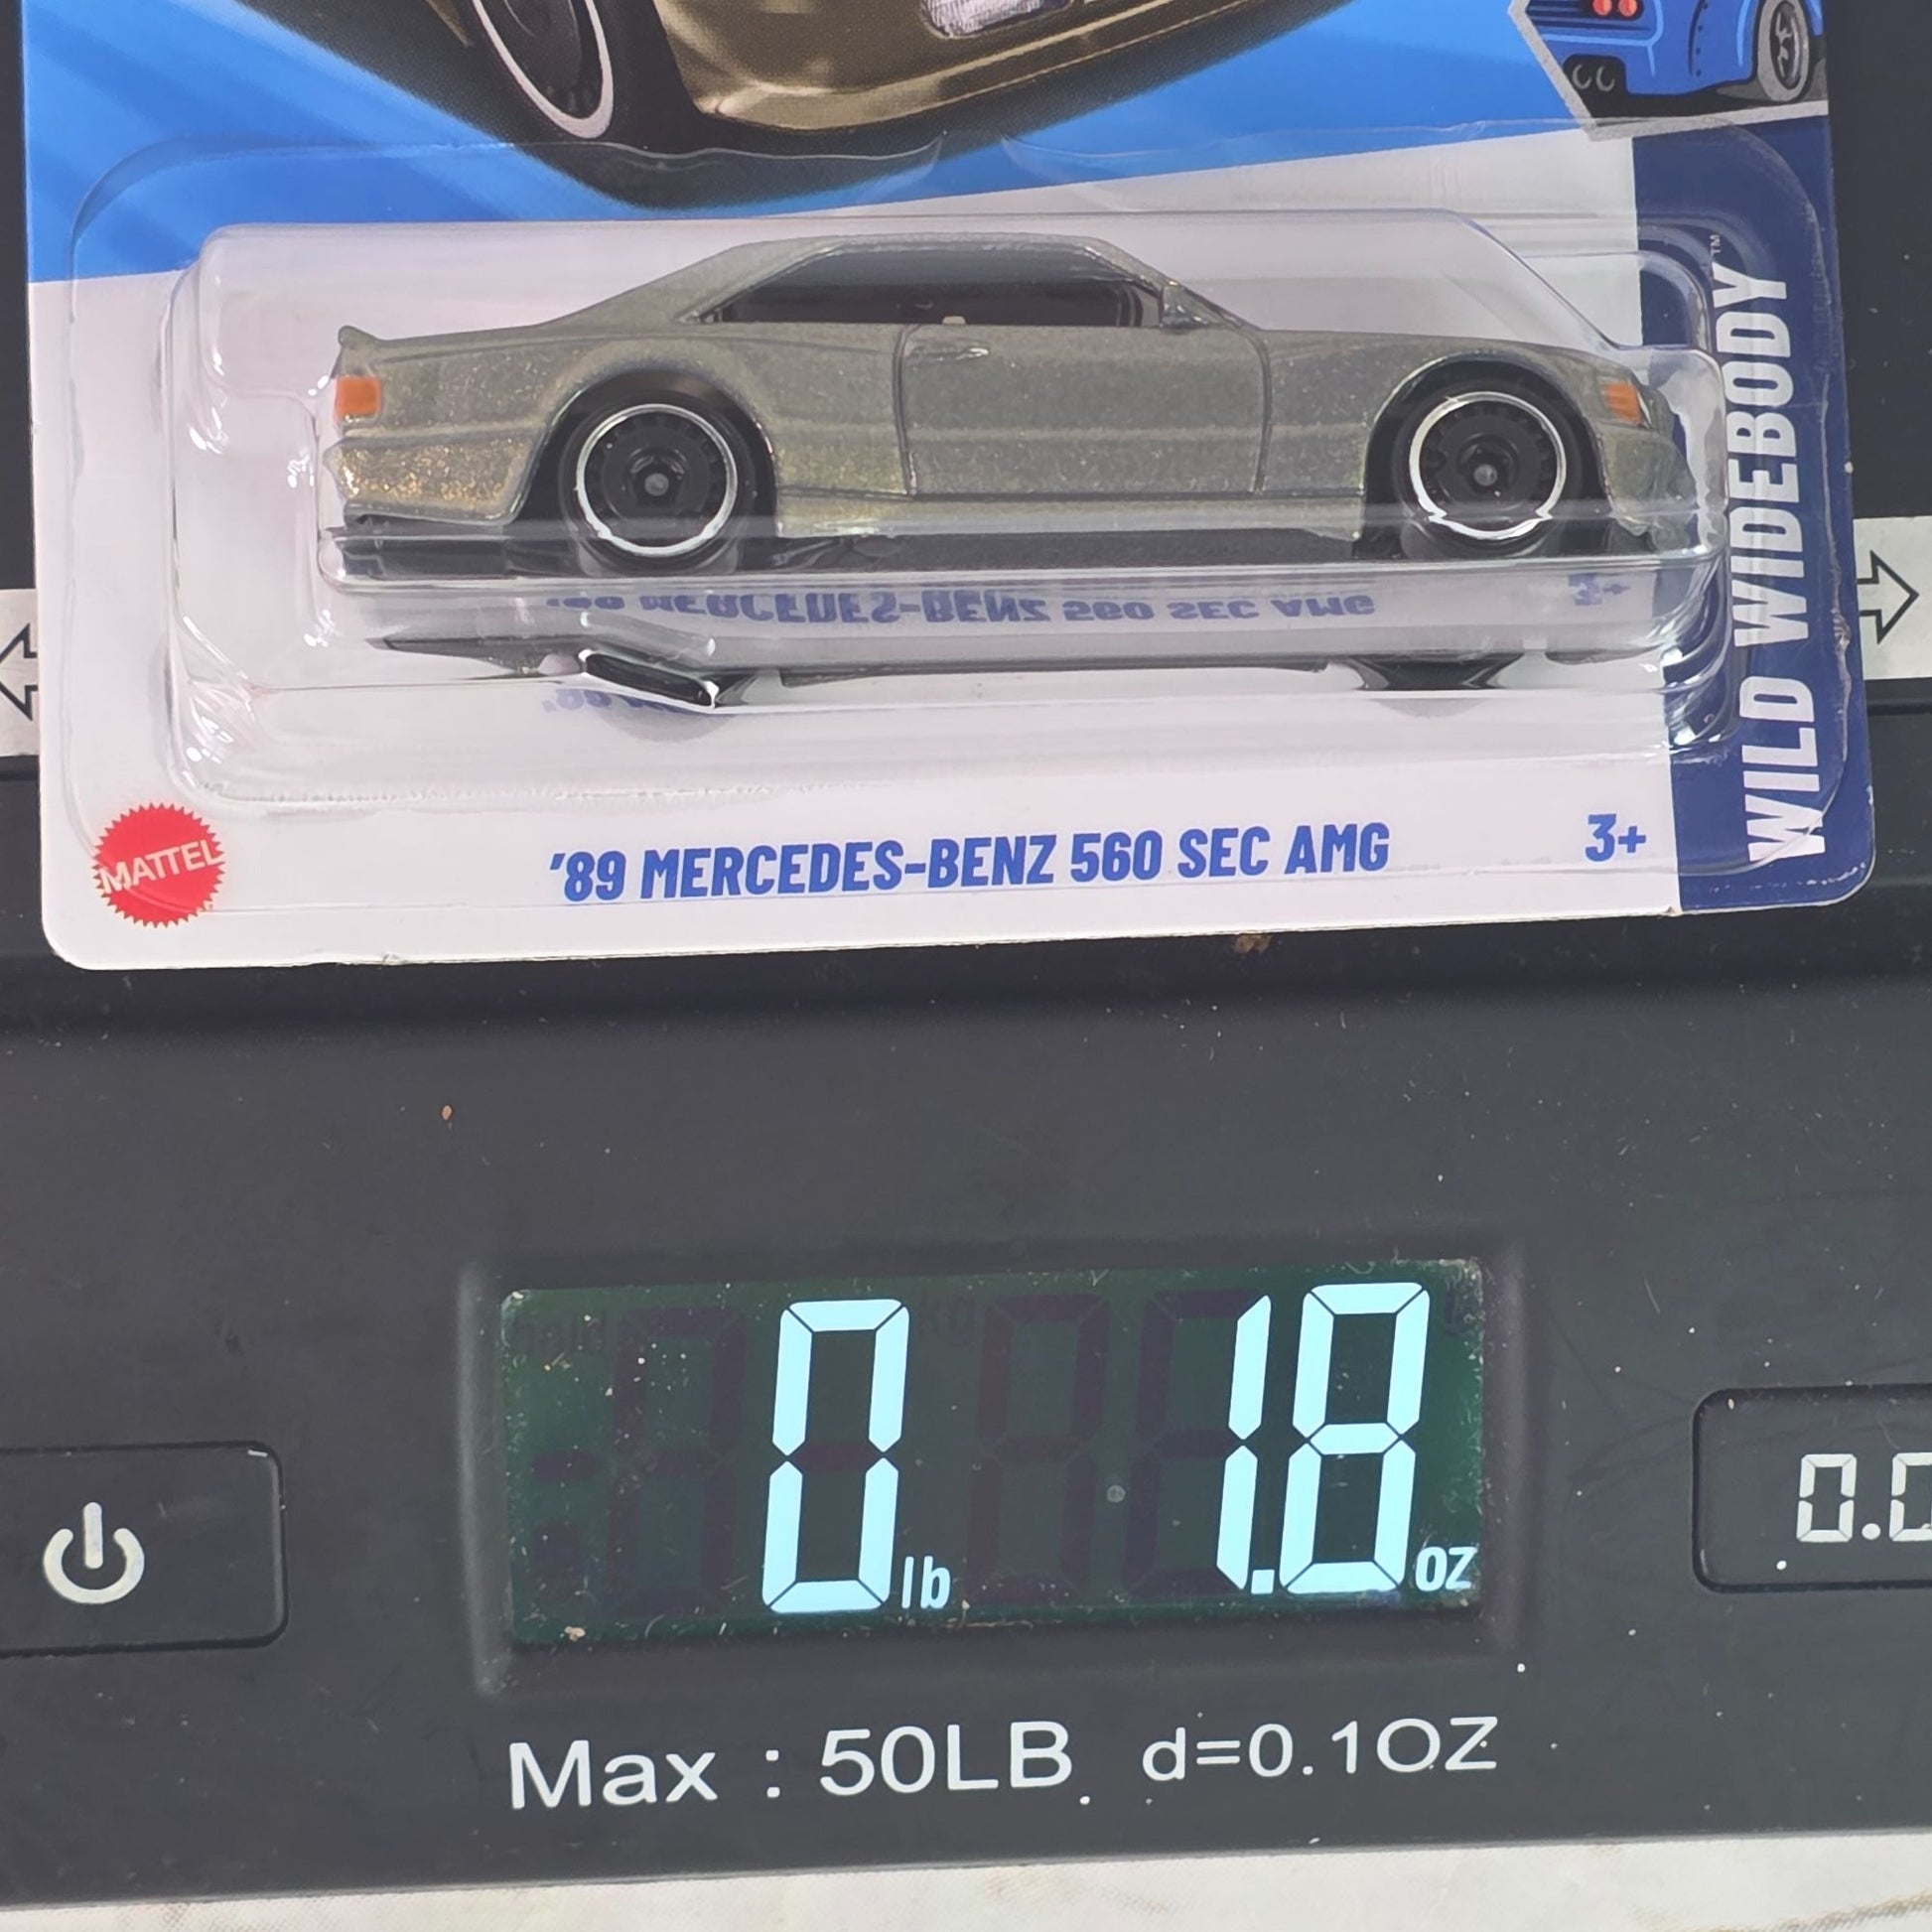 WILD WIDEBODY™
MATTEL
'89 MERCEDES-BENZ 560 SEC AMG
3+
0 lb 1.8 oz
0.0
Max : 50LB d=0.1OZ